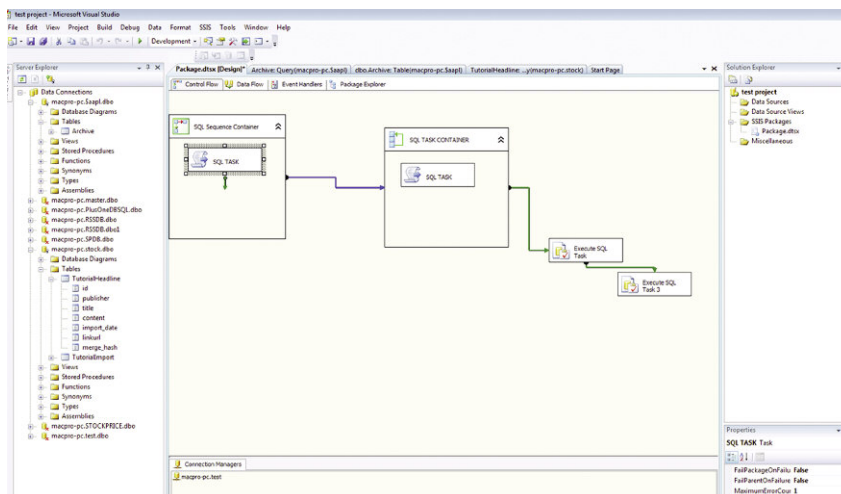 test project - Microsoft Visual Studio
File Edit View Project Build Debug Data Format SSIS Tools Window Help
Development
Server Explorer
Data Connections
macpro-pc.$aapl.dbo
Database Diagrams
Tables
Archive
Views
Stored Procedures
Functions
Synonyms
Types
Assemblies
macpro-pc.master.dbo
macpro-pc.PlusOneDBSQL.dbo
macpro-pc.RSSDB.dbo
macpro-pc.RSSDB.dbo1
macpro-pc.SPDB.dbo
macpro-pc.stock.dbo
Database Diagrams
Tables
TutorialHeadline
id
publisher
title
content
import_date
linkurl
merge_hash
TutorialImport
Views
Stored Procedures
Functions
Synonyms
Types
Assemblies
macpro-pc.STOCKPRICE.dbo
macpro-pc.test.dbo
Package.dtsx [Design]* Archive: Query(macpro-pc.$aapl) dbo.Archive: Table(macpro-pc.$aapl) TutorialHeadline: ...y(macpro-pc.stock) Start Page
Control Flow Data Flow Event Handlers Package Explorer
SQL Sequence Container
SQL TASK
SQL TASK CONTAINER
SQL TASK
Execute SQL
Task
Execute SQL
Task 3
Connection Managers
macpro-pc.test
Solution Explorer
test project
Data Sources
Data Source Views
SSIS Packages
Package.dtsx
Miscellaneous
Properties
SQL TASK Task
FailPackageOnFailu False
FailParentOnFailure False
MaximumErrorCour 1